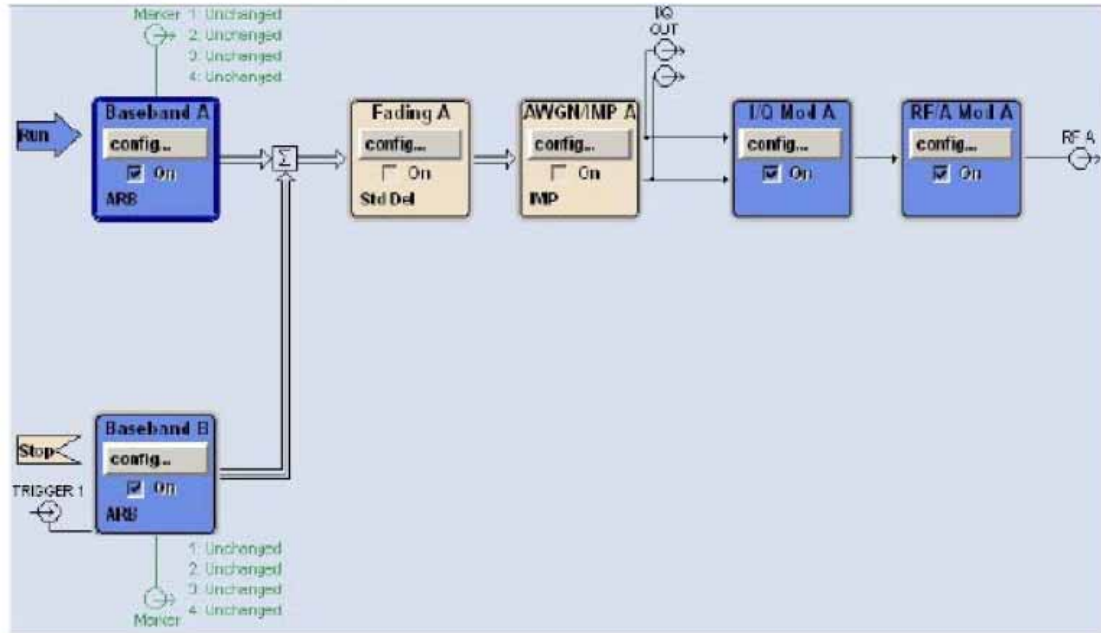 Marker 1: Unchanged
2: Unchanged
3: Unchanged
4: Unchanged
I/Q
OUT
Run
Baseband A
config...
On
ARB
Σ
Fading A
config...
On
Std Del
AWGN/IMP A
config...
On
IMP
I/Q Mod A
config...
On
RF/A Mod A
config...
On
RF A
Stop
TRIGGER 1
Baseband B
config...
On
ARB
1: Unchanged
2: Unchanged
3: Unchanged
4: Unchanged
Marker